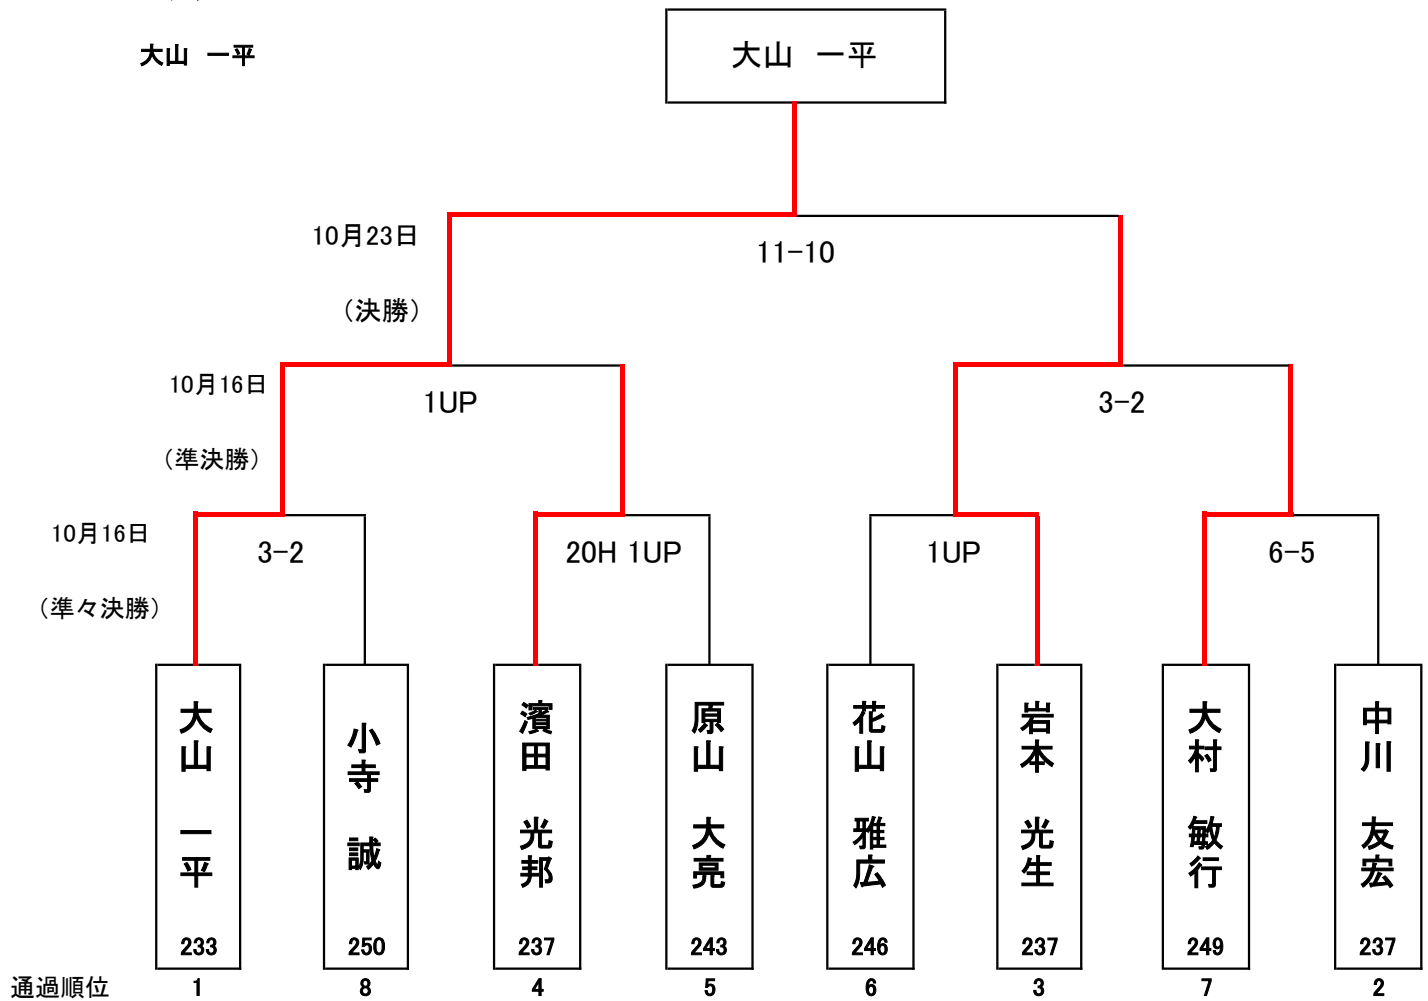 大山　一平
大山　一平
10月23日
11-10
（決勝）
10月16日
1UP
3-2
（準決勝）
10月16日
3-2
20H 1UP
1UP
6-5
（準々決勝）
大山　一平
233
小寺　誠
250
濱田　光邦
237
原山　大亮
243
花山　雅広
246
岩本　光生
237
大村　敏行
249
中川　友宏
237
通過順位 1 8 4 5 6 3 7 2